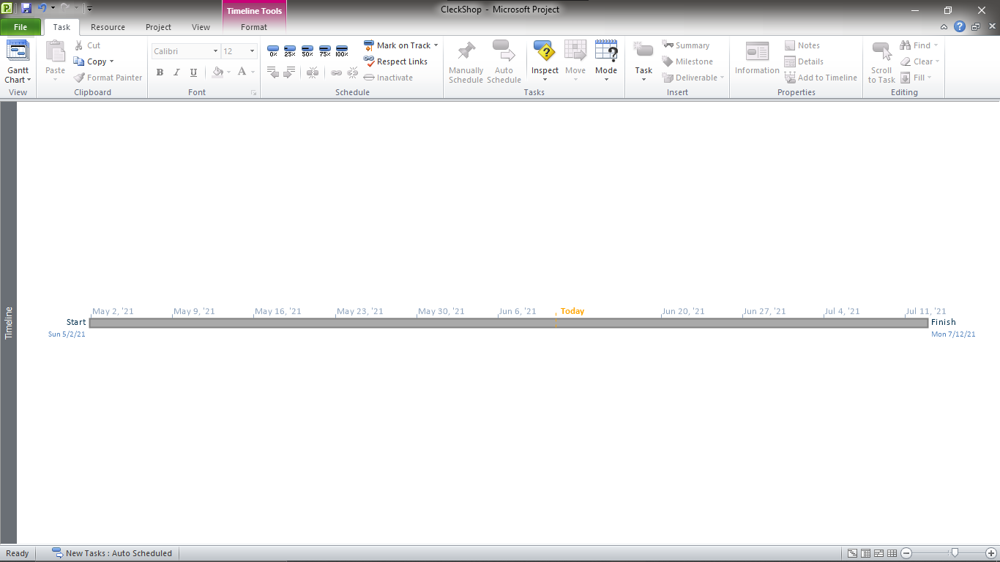 CleckShop - Microsoft Project
Timeline Tools
File Task Resource Project View Format
Gantt Chart
View
Paste
Cut
Copy
Format Painter
Clipboard
Calibri 12
B I U A
Font
0% 25% 50% 75% 100%
Mark on Track
Respect Links
Inactivate
Schedule
Manually Schedule
Auto Schedule
Inspect
Move
Mode
Tasks
Task
Summary
Milestone
Deliverable
Insert
Information
Notes
Details
Add to Timeline
Properties
Scroll to Task
Find
Clear
Fill
Editing
Timeline
May 2, '21 May 9, '21 May 16, '21 May 23, '21 May 30, '21 Jun 6, '21 Today Jun 20, '21 Jun 27, '21 Jul 4, '21 Jul 11, '21
Start
Sun 5/2/21
Finish
Mon 7/12/21
Ready New Tasks : Auto Scheduled